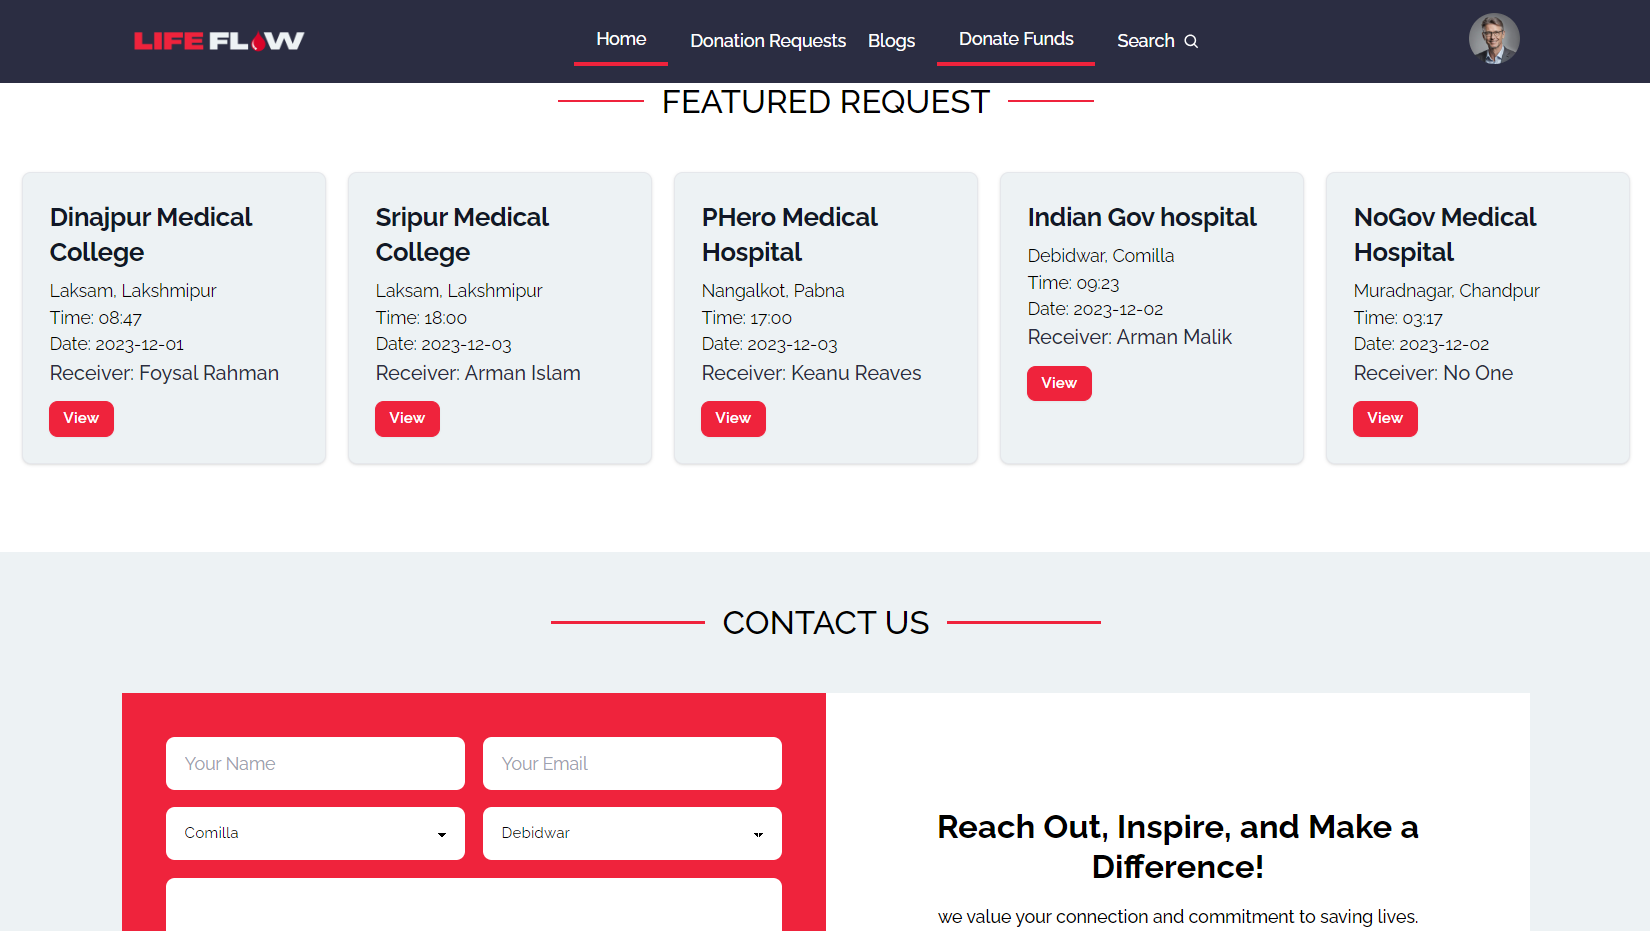 LIFE FLOW
Home Donation Requests Blogs Donate Funds Search
FEATURED REQUEST
Dinajpur Medical
College
Laksam, Lakshmipur
Time: 08:47
Date: 2023-12-01
Receiver: Foysal Rahman
View
Sripur Medical
College
Laksam, Lakshmipur
Time: 18:00
Date: 2023-12-03
Receiver: Arman Islam
View
PHero Medical
Hospital
Nangalkot, Pabna
Time: 17:00
Date: 2023-12-03
Receiver: Keanu Reaves
View
Indian Gov hospital
Debidwar, Comilla
Time: 09:23
Date: 2023-12-02
Receiver: Arman Malik
View
NoGov Medical
Hospital
Muradnagar, Chandpur
Time: 03:17
Date: 2023-12-02
Receiver: No One
View
CONTACT US
Your Name
Your Email
Comilla
Debidwar
Reach Out, Inspire, and Make a
Difference!
we value your connection and commitment to saving lives.